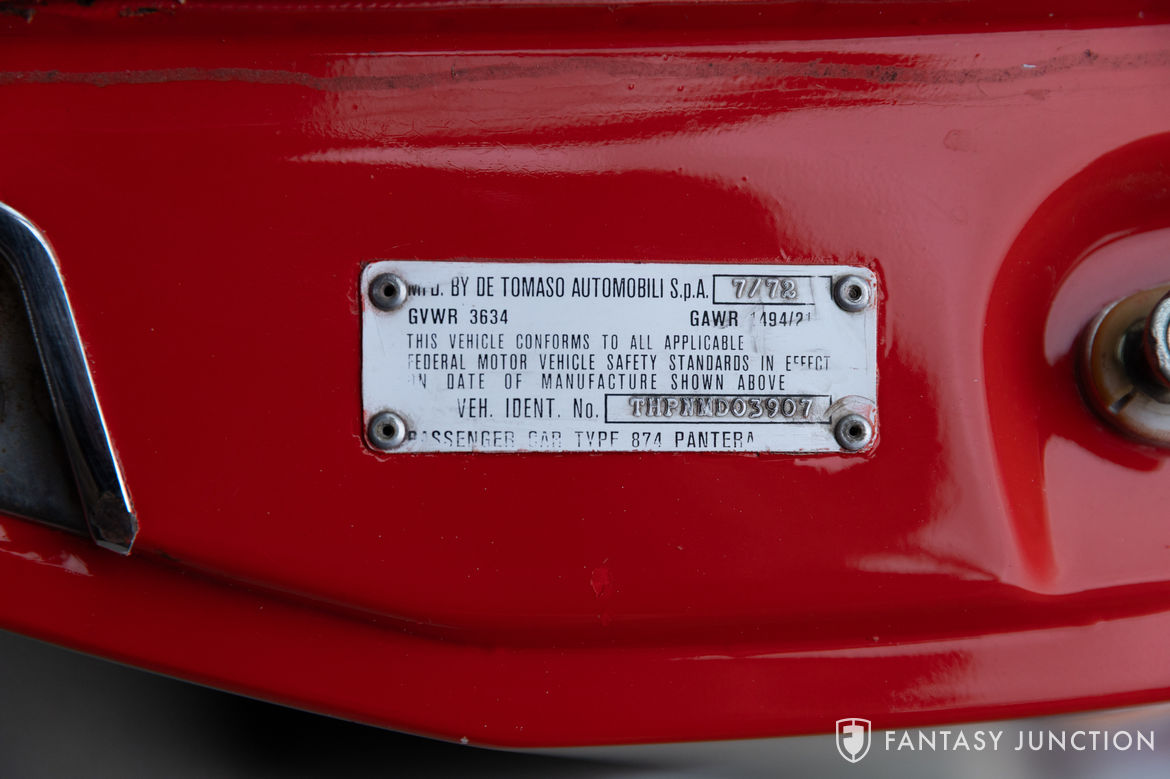 MFD. BY DE TOMASO AUTOMOBILI S.p.A. 7/72
GVWR 3634 GAWR 1494/21
THIS VEHICLE CONFORMS TO ALL APPLICABLE
FEDERAL MOTOR VEHICLE SAFETY STANDARDS IN EFFECT
ON DATE OF MANUFACTURE SHOWN ABOVE
VEH. IDENT. No. THPNMD03907
PASSENGER CAR TYPE 874 PANTERA
FANTASY JUNCTION